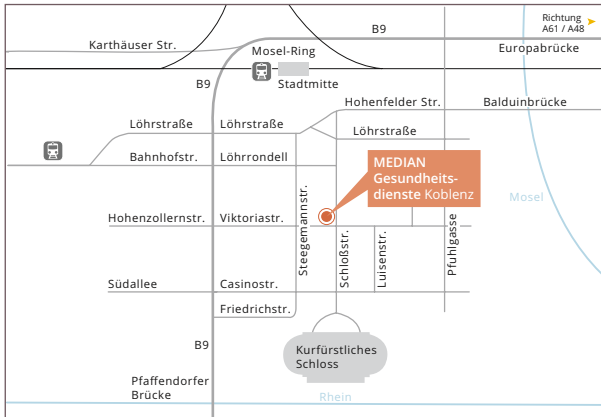 Richtung
A61 / A48
B9
Karthäuser Str.
Mosel-Ring
Europabrücke
B9
Stadtmitte
Hohenfelder Str.
Balduinbrücke
Löhrstraße
Löhrstraße
Löhrstraße
Bahnhofstr.
Löhrrondell
MEDIAN
Gesundheits-
dienste Koblenz
Mosel
Hohenzollernstr.
Viktoriastr.
Steegemannstr.
Schloßstr.
Luisenstr.
Pfuhlgasse
Südallee
Casinostr.
Friedrichstr.
B9
Kurfürstliches
Schloss
Pfaffendorfer
Brücke
Rhein